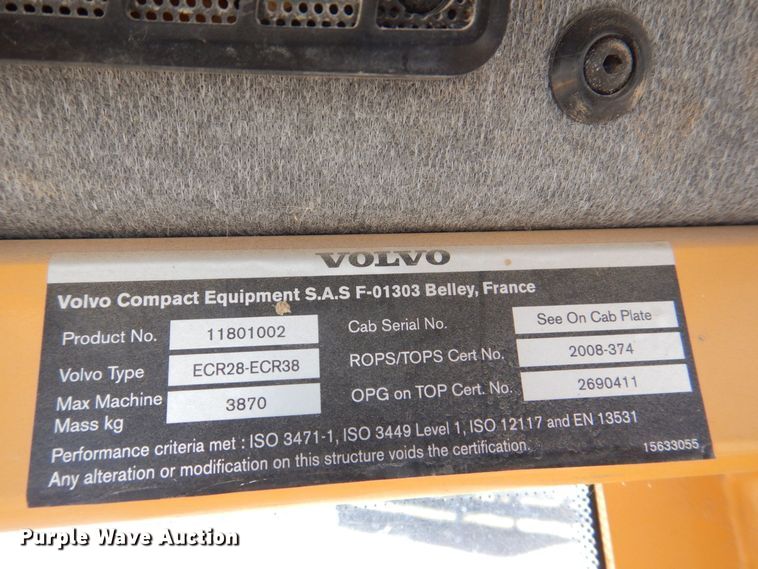 VOLVO
Volvo Compact Equipment S.A.S F-01303 Belley, France
Product No. 11801002 Cab Serial No. See On Cab Plate
Volvo Type ECR28-ECR38 ROPS/TOPS Cert No. 2008-374
Max Machine Mass kg 3870 OPG on TOP Cert. No. 2690411
Performance criteria met : ISO 3471-1, ISO 3449 Level 1, ISO 12117 and EN 13531
Any alteration or modification on this structure voids the certification.
15633055
Purple Wave Auction